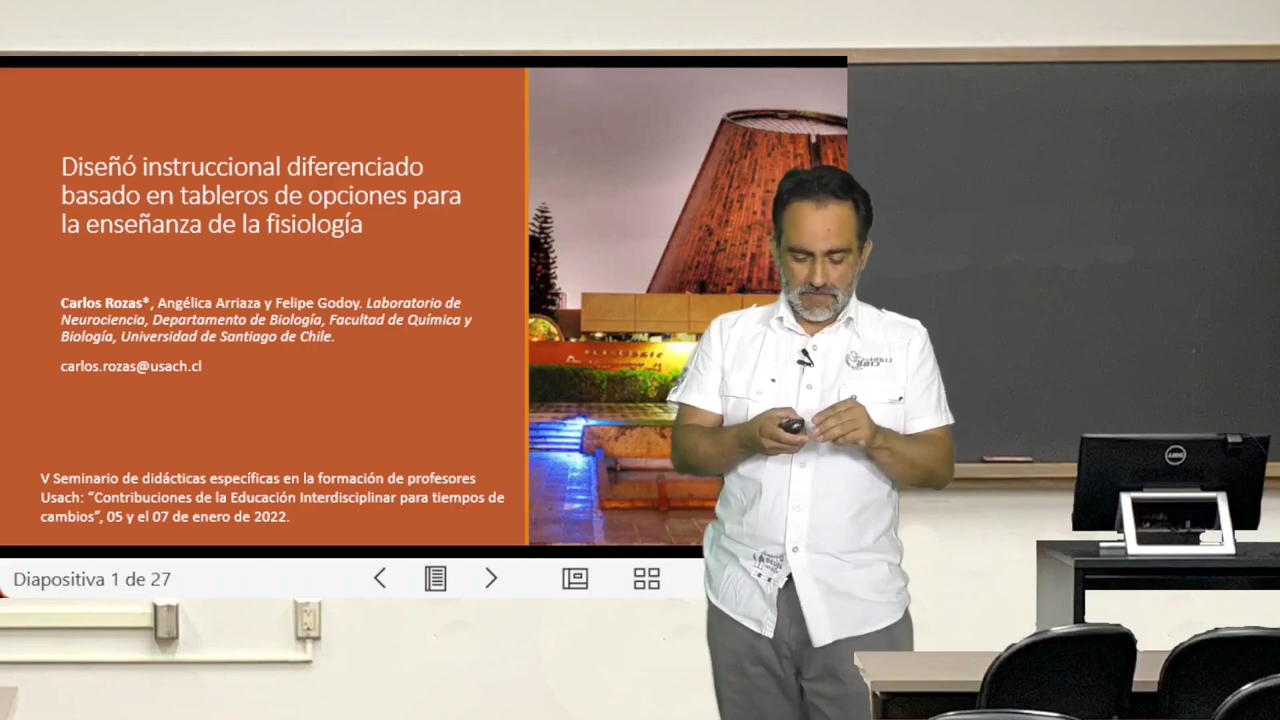 Diseñó instruccional diferenciado
basado en tableros de opciones para
la enseñanza de la fisiología
Carlos Rozas*, Angélica Arriaza y Felipe Godoy. Laboratorio de
Neurociencia, Departamento de Biología, Facultad de Química y
Biología, Universidad de Santiago de Chile.
carlos.rozas@usach.cl
V Seminario de didácticas específicas en la formación de profesores
Usach: “Contribuciones de la Educación Interdisciplinar para tiempos de
cambios”, 05 y el 07 de enero de 2022.
Diapositiva 1 de 27
DELL